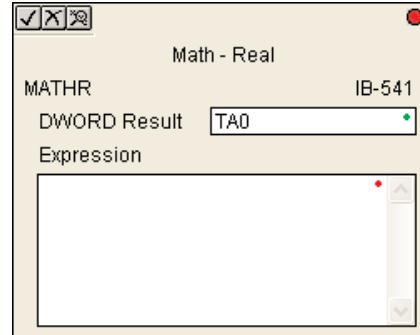 Math - Real
MATHR IB-541
DWORD Result TA0
Expression